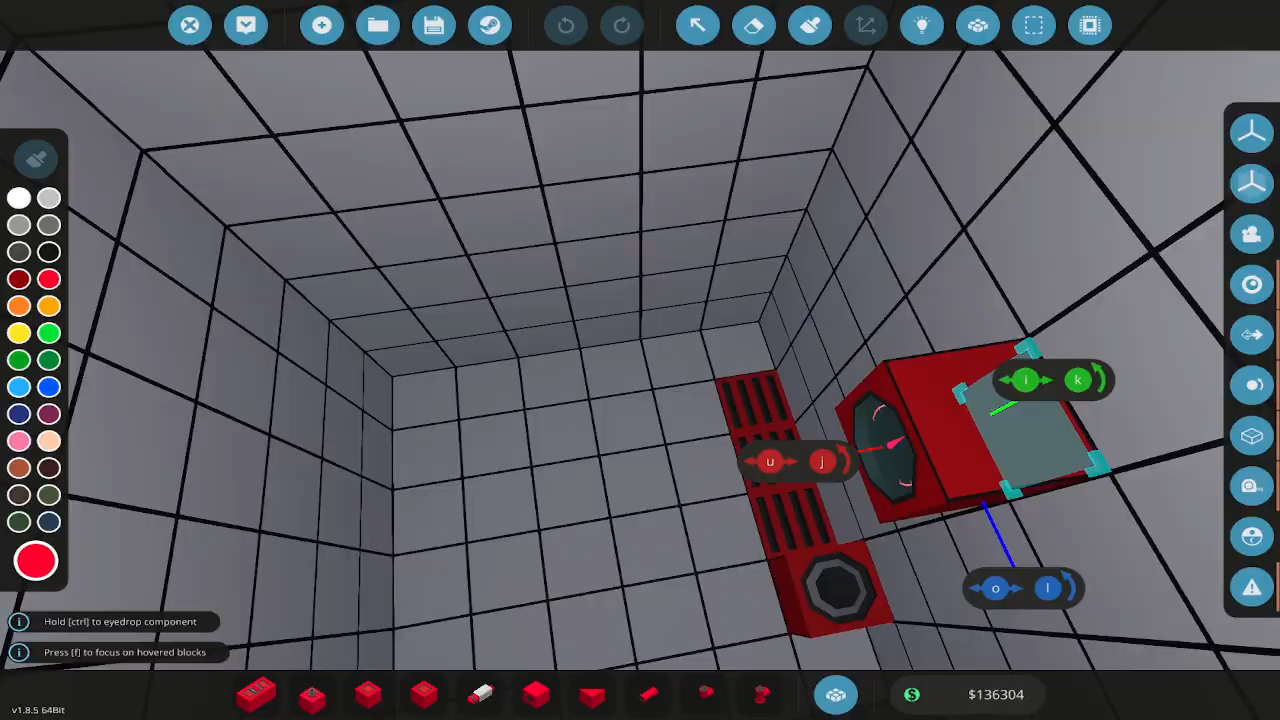 i k
u j
o l
Hold [ctrl] to eyedrop component
Press [f] to focus on hovered blocks
$ $136304
v1.8.5 64Bit